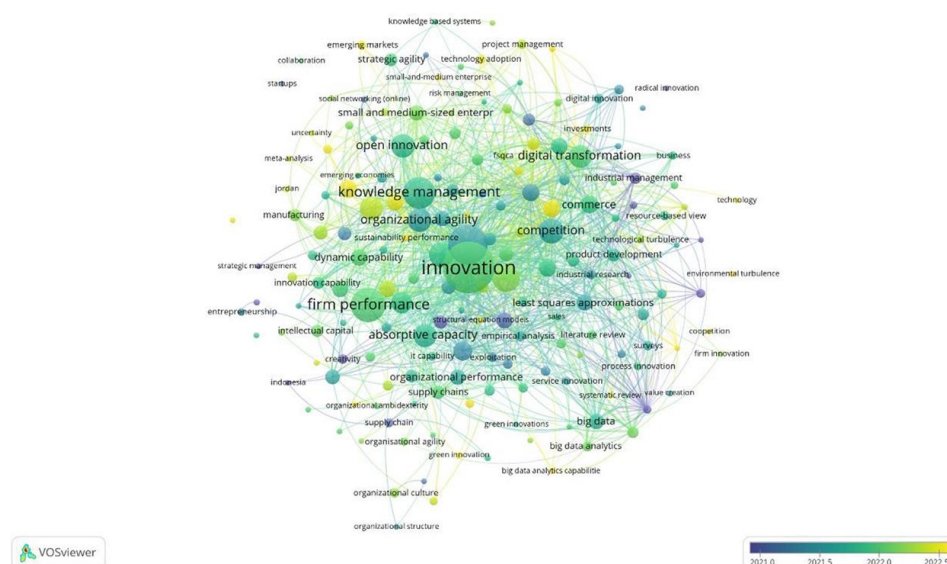 knowledge based systems
emerging markets
project management
collaboration
strategic agility
technology adoption
small-and-medium enterprise
startups
radical innovation
risk management
social networking (online)
digital innovation
small and medium-sized enterpr
uncertainty
investments
open innovation
meta-analysis
fsqca
digital transformation
business
emerging economies
industrial management
jordan
knowledge management
technology
commerce
manufacturing
organizational agility
resource-based view
competition
sustainability performance
technological turbulence
dynamic capability
product development
strategic management
innovation
industrial research
environmental turbulence
innovation capability
firm performance
least squares approximations
entrepreneurship
structural equation models
sales
intellectual capital
absorptive capacity
empirical analysis
literature review
coopetition
surveys
creativity
it capability
exploitation
firm innovation
process innovation
indonesia
organizational performance
service innovation
supply chains
systematic review
value creation
organizational ambidexterity
supply chain
green innovations
big data
organisational agility
big data analytics
green innovation
big data analytics capabilitie
organizational culture
organizational structure
VOSviewer
2021.0
2021.5
2022.0
2022.5